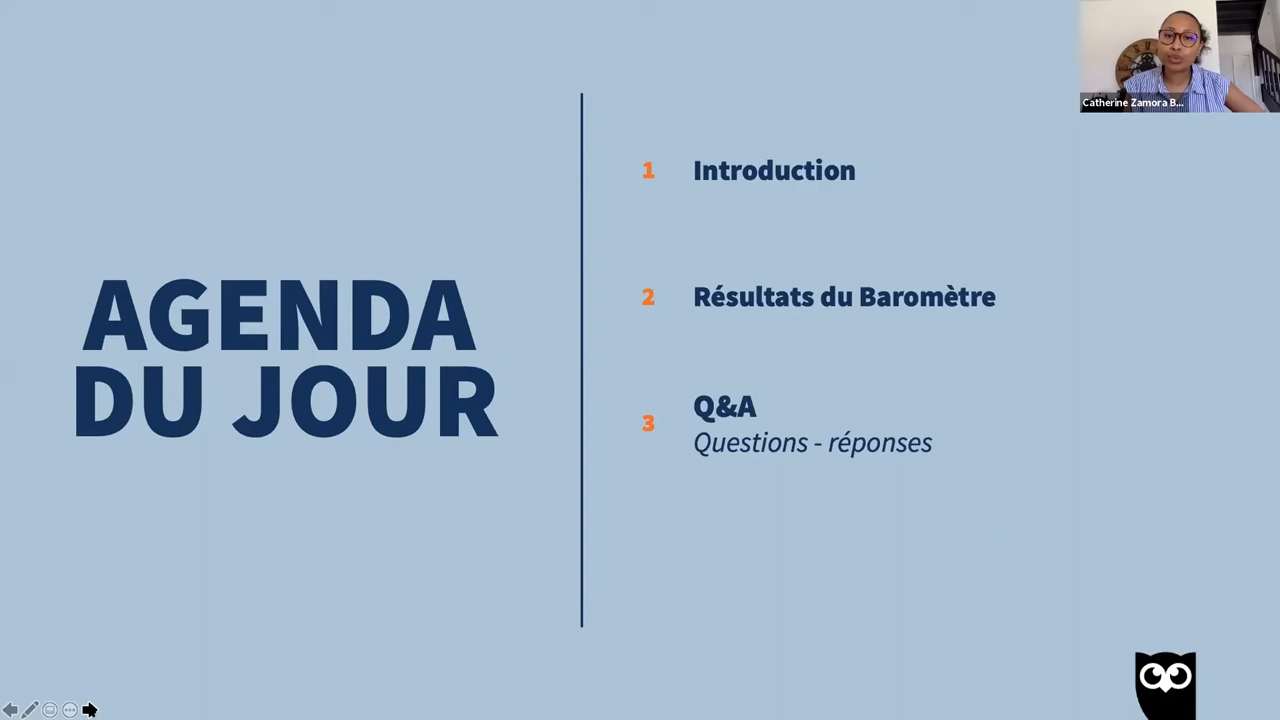 Catherine Zamora B...
AGENDA
DU JOUR
1 Introduction
2 Résultats du Baromètre
3 Q&A
Questions - réponses